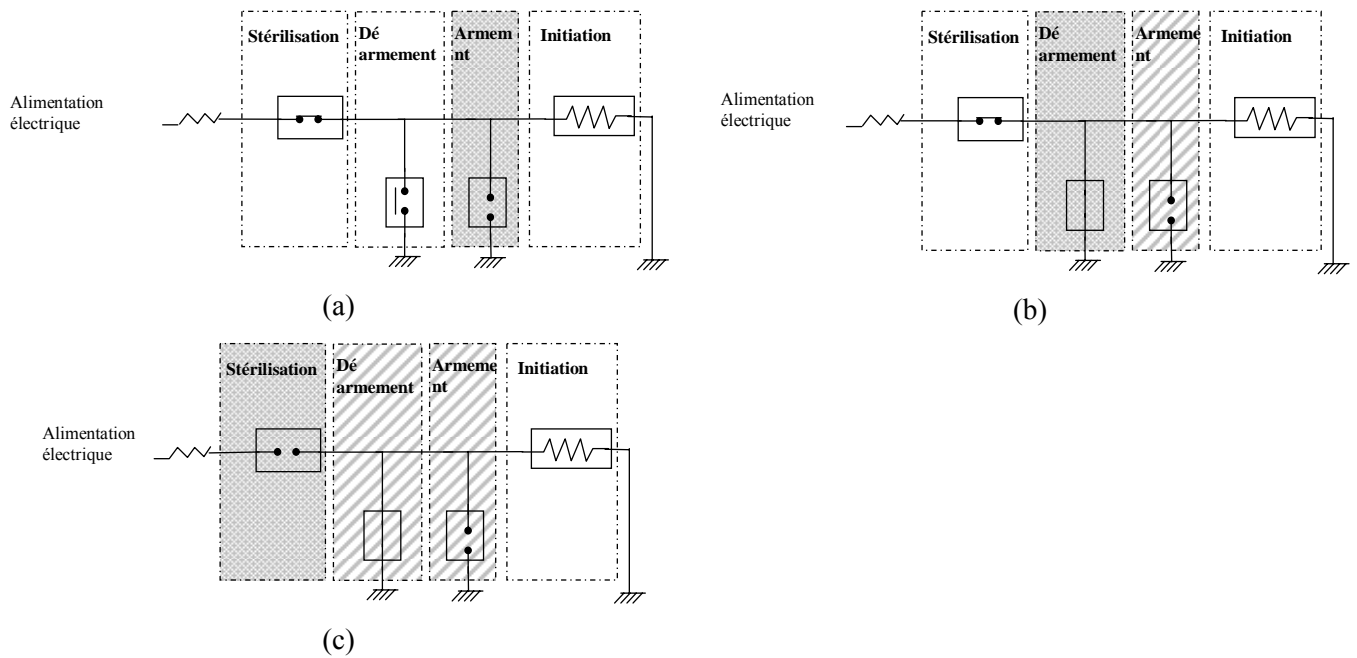 Stérilisation
Dé
armement
Armem
nt
Initiation
Alimentation
électrique
(a)
Stérilisation
Dé
armement
Armeme
nt
Initiation
Alimentation
électrique
(b)
Stérilisation
Dé
armement
Armeme
nt
Initiation
Alimentation
électrique
(c)